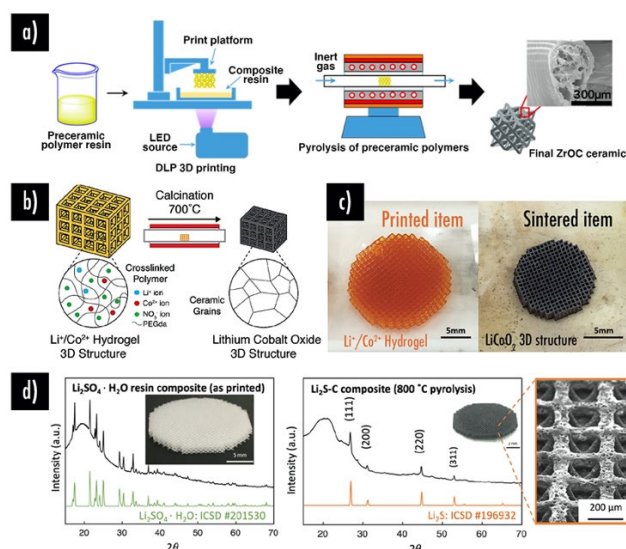 a)
Print platform
Composite
resin
Inert
gas
300µm
Preceramic
polymer resin
LED
source
DLP 3D printing
Pyrolysis of preceramic polymers
Final ZrOC ceramic
b)
Calcination
700°C
Crosslinked
Polymer
Li⁺ ion
Co²⁺ ion
NO₃⁻ ion
PEGda
Ceramic
Grains
Li⁺/Co²⁺ Hydrogel
3D Structure
Lithium Cobalt Oxide
3D Structure
c)
Printed item
Sintered item
5mm
5mm
Li⁺/Co²⁺ Hydrogel
LiCoO₂ 3D structure
d)
Li₂SO₄ · H₂O resin composite (as printed)
5 mm
Intensity (a.u.)
Li₂SO₄ · H₂O: ICSD #201530
20 30 40 50 60 70
2θ
Li₂S-C composite (800 °C pyrolysis)
(111)
(200)
(220)
(311)
Intensity (a.u.)
Li₂S: ICSD #196932
20 30 40 50 60 70
2θ
200 µm